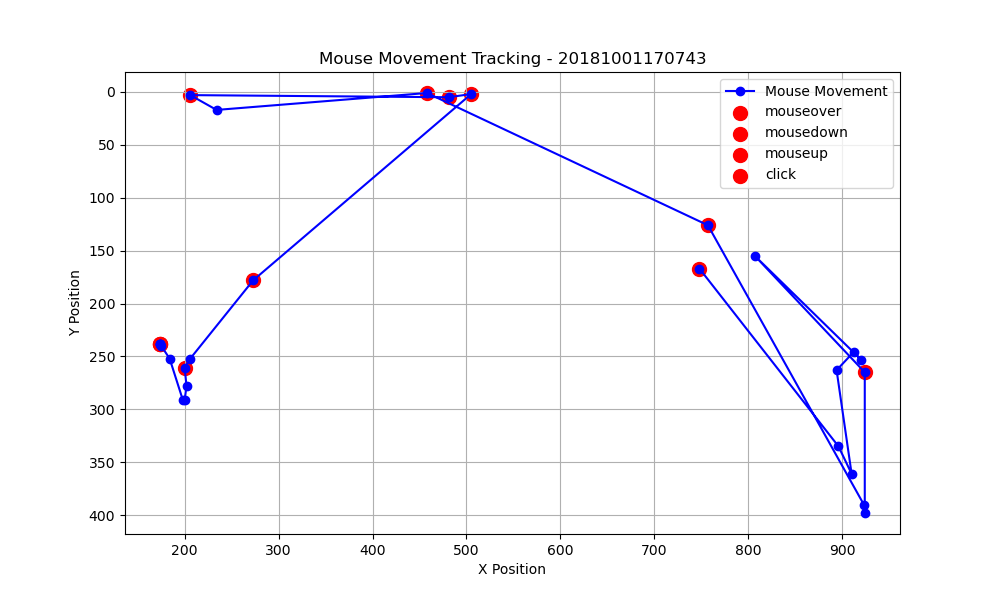 Mouse Movement Tracking - 20181001170743
Mouse Movement
mouseover
mousedown
mouseup
click
Y Position
0
50
100
150
200
250
300
350
400
200 300 400 500 600 700 800 900
X Position